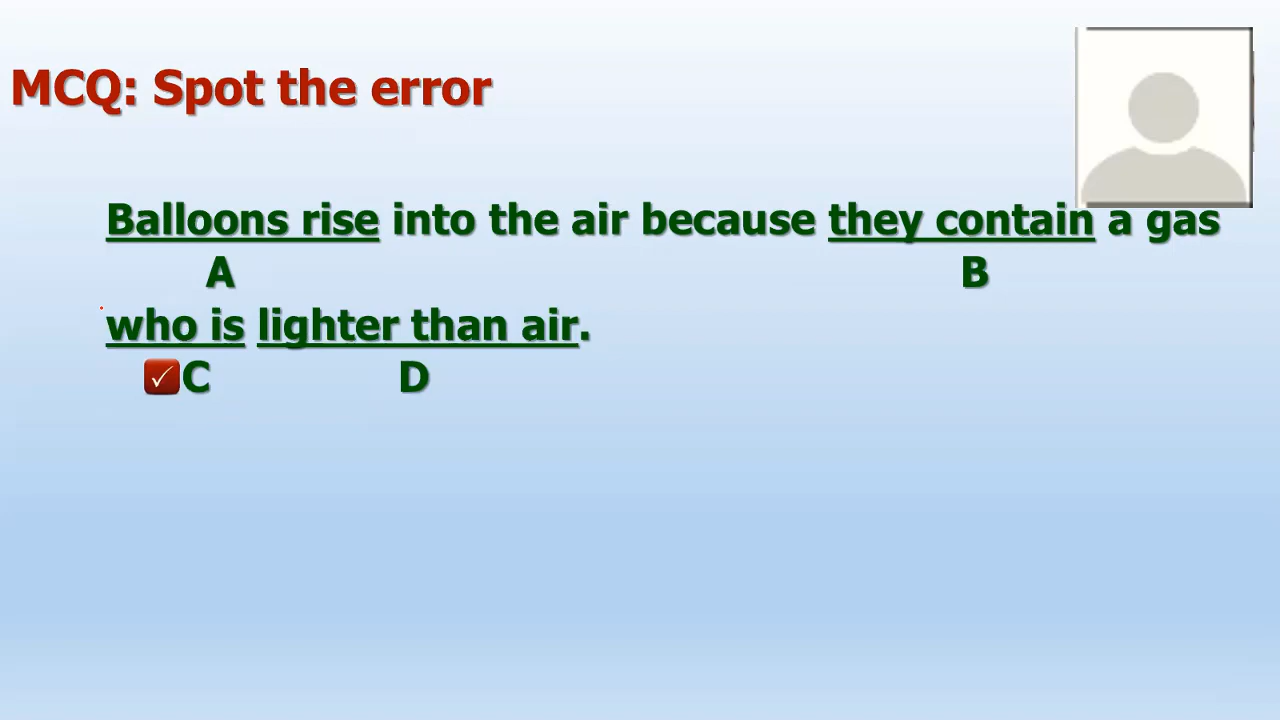 MCQ: Spot the error
Balloons rise into the air because they contain a gas
A B
who is lighter than air.
C D